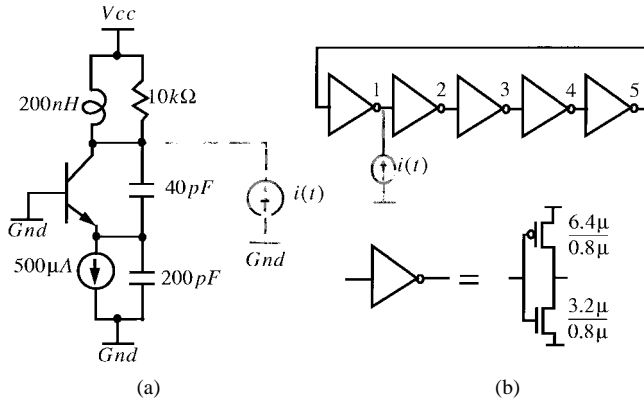 Vcc
200nH
10kΩ
40pF
Gnd
500μA
200pF
Gnd
i(t)
Gnd
(a)
1
2
3
4
5
i(t)
=
6.4μ
0.8μ
3.2μ
0.8μ
(b)